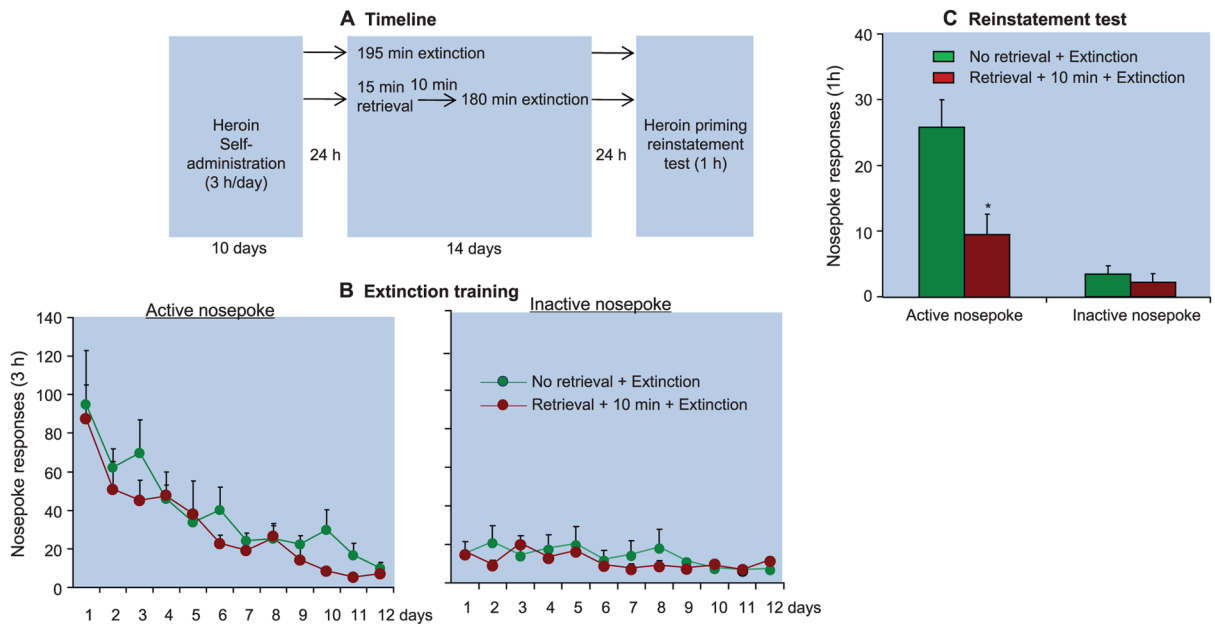 A Timeline
195 min extinction
15 min 10 min
retrieval 180 min extinction
Heroin
Self-
administration
(3 h/day)
24 h
24 h
Heroin priming
reinstatement
test (1 h)
10 days
14 days
B Extinction training
Active nosepoke
Nosepoke responses (3 h)
140
120
100
80
60
40
20
0
1 2 3 4 5 6 7 8 9 10 11 12 days
Inactive nosepoke
No retrieval + Extinction
Retrieval + 10 min + Extinction
1 2 3 4 5 6 7 8 9 10 11 12 days
C Reinstatement test
Nosepoke responses (1h)
40
30
20
10
0
No retrieval + Extinction
Retrieval + 10 min + Extinction
*
Active nosepoke Inactive nosepoke